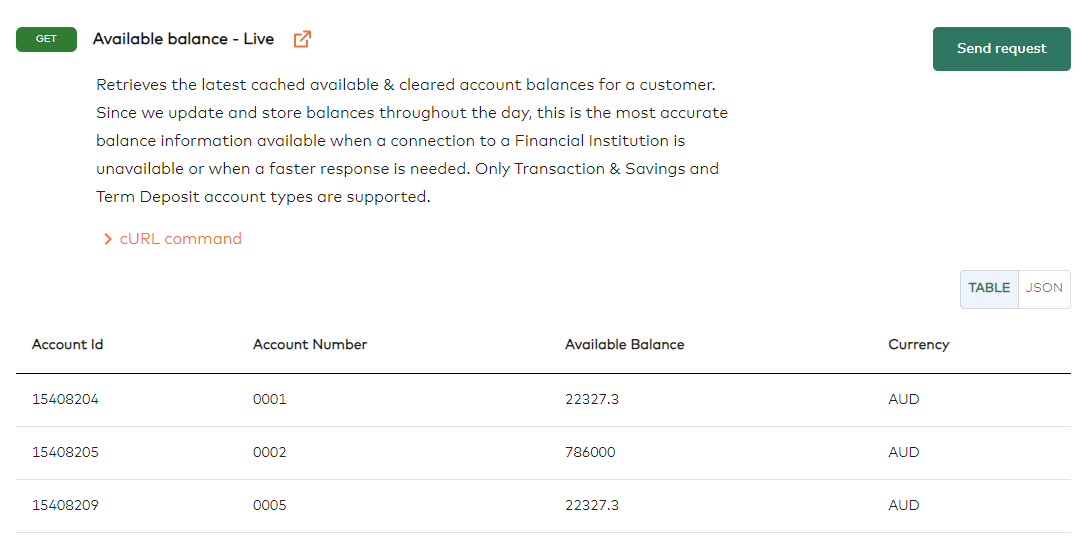 GET Available balance - Live
Send request
Retrieves the latest cached available & cleared account balances for a customer.
Since we update and store balances throughout the day, this is the most accurate
balance information available when a connection to a Financial Institution is
unavailable or when a faster response is needed. Only Transaction & Savings and
Term Deposit account types are supported.
cURL command
TABLE JSON
Account Id Account Number Available Balance Currency
15408204 0001 22327.3 AUD
15408205 0002 786000 AUD
15408209 0005 22327.3 AUD